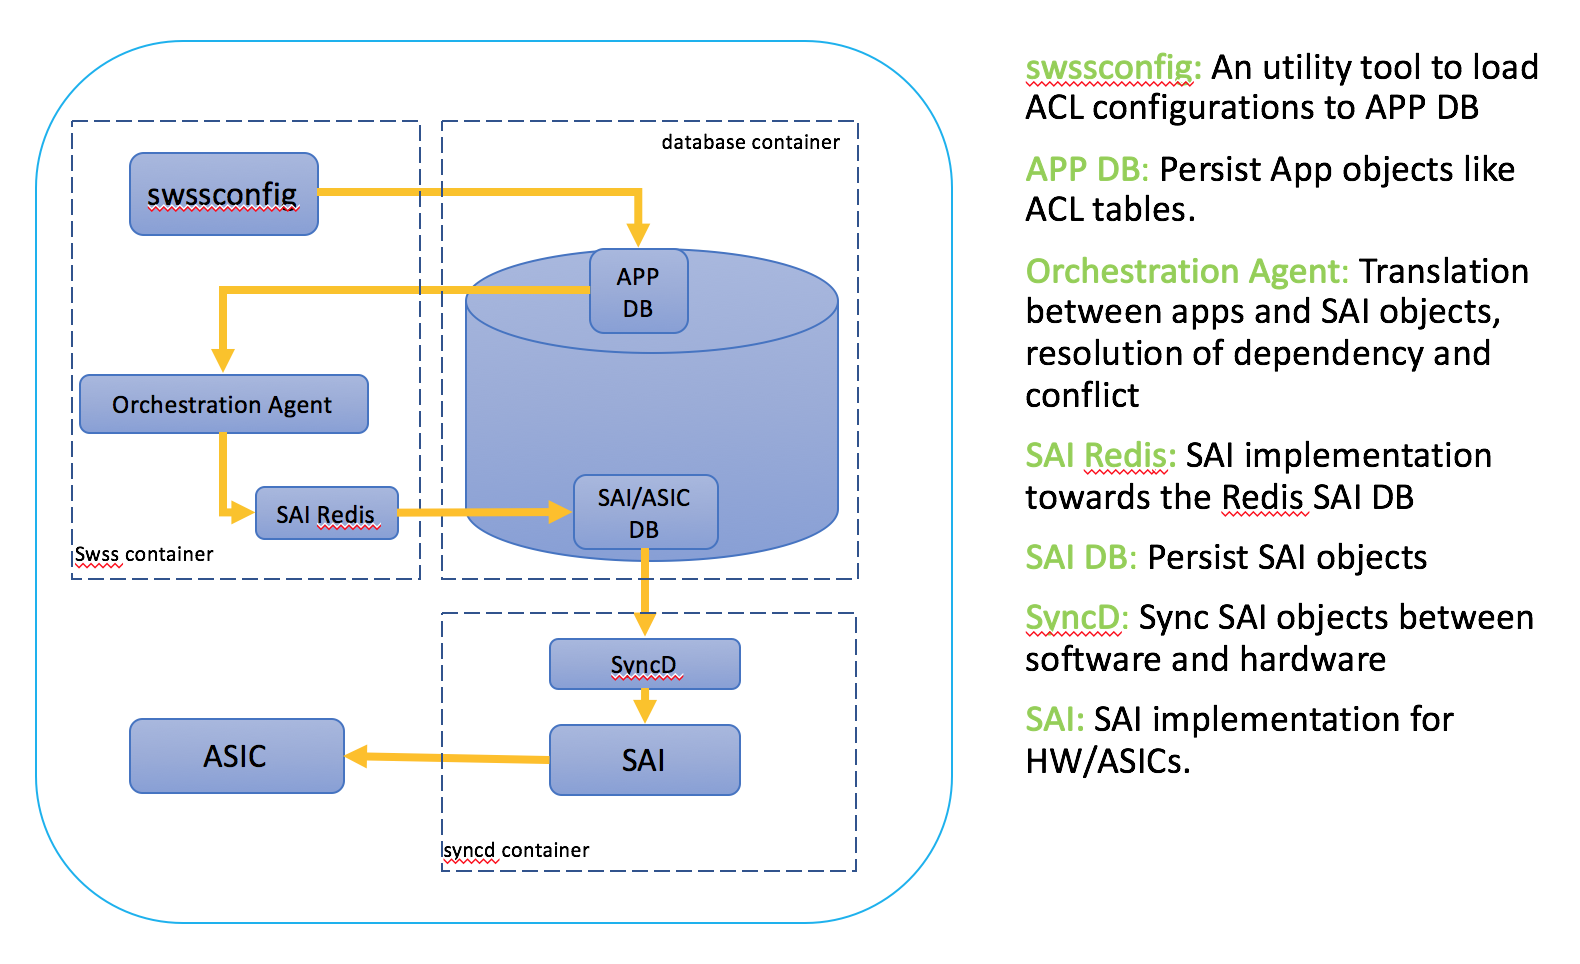 swssconfig
database container
APP
DB
Orchestration Agent
SAI Redis
Swss container
SAI/ASIC
DB
SyncD
SAI
ASIC
syncd container
swssconfig: An utility tool to load
ACL configurations to APP DB
APP DB: Persist App objects like
ACL tables.
Orchestration Agent: Translation
between apps and SAI objects,
resolution of dependency and
conflict
SAI Redis: SAI implementation
towards the Redis SAI DB
SAI DB: Persist SAI objects
SyncD: Sync SAI objects between
software and hardware
SAI: SAI implementation for
HW/ASICs.